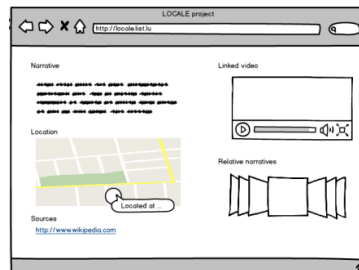 LOCALE project
http://locale.list.lu
Narrative
Linked video
Location
Located at ...
Relative narratives
Sources
http://www.wikipedia.com